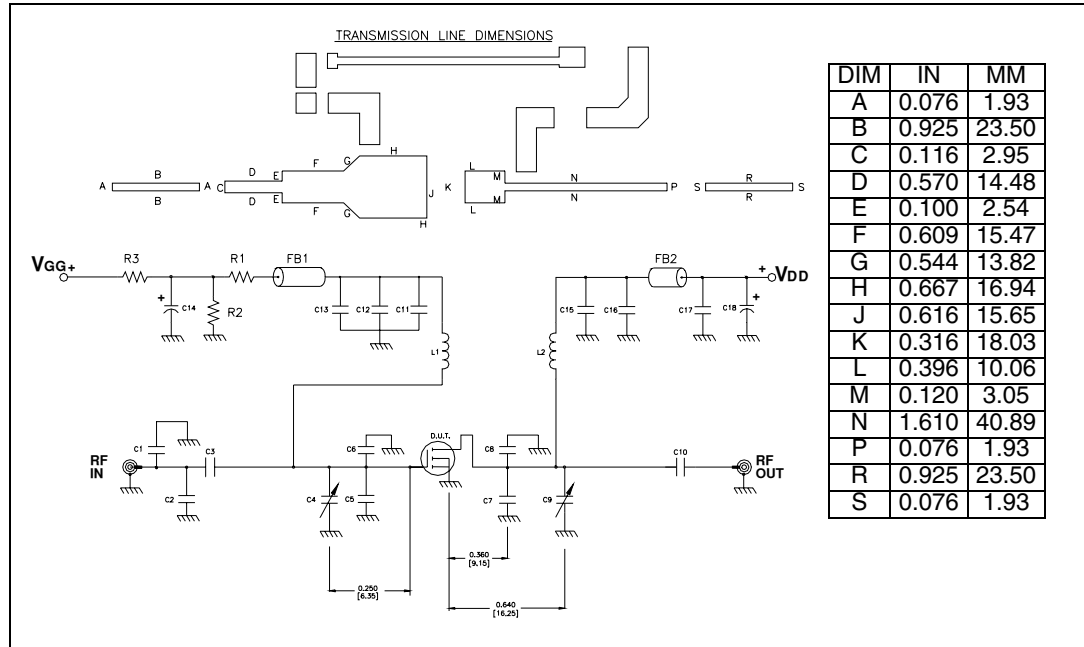 TRANSMISSION LINE DIMENSIONS
H
G
F
L
D
E
M
N
B
R
A
A
C
J
K
P
S
S
B
D
E
F
G
H
L
M
N
R
VGG+
R3
R1
FB1
C14
R2
C13
C12
C11
L1
FB2
+VDD
C15
C16
C17
C18
+
+
L2
C1
C3
RF
IN
C2
C6
C4
C5
D.U.T.
C8
C7
C9
C10
RF
OUT
0.360
[9.15]
0.250
[6.35]
0.640
[16.25]
DIM IN MM
A 0.076 1.93
B 0.925 23.50
C 0.116 2.95
D 0.570 14.48
E 0.100 2.54
F 0.609 15.47
G 0.544 13.82
H 0.667 16.94
J 0.616 15.65
K 0.316 18.03
L 0.396 10.06
M 0.120 3.05
N 1.610 40.89
P 0.076 1.93
R 0.925 23.50
S 0.076 1.93